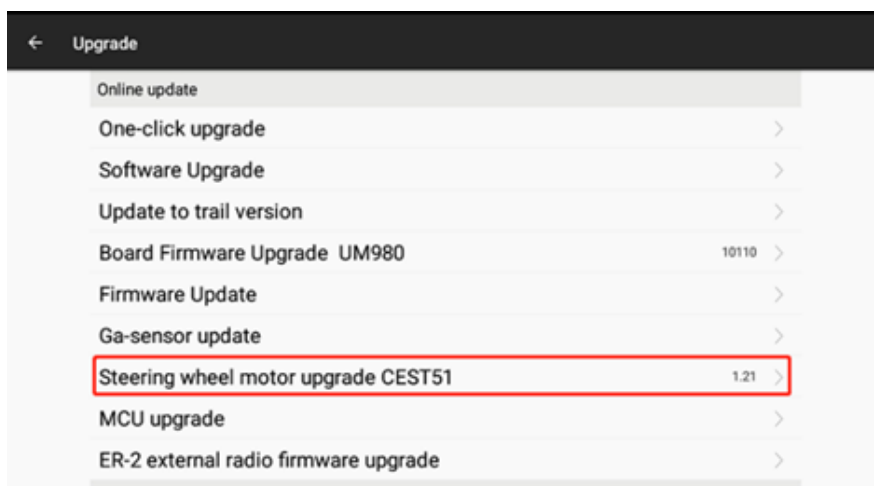 Upgrade
Online update
One-click upgrade
Software Upgrade
Update to trail version
Board Firmware Upgrade UM980 10110
Firmware Update
Ga-sensor update
Steering wheel motor upgrade CEST51 1.21
MCU upgrade
ER-2 external radio firmware upgrade